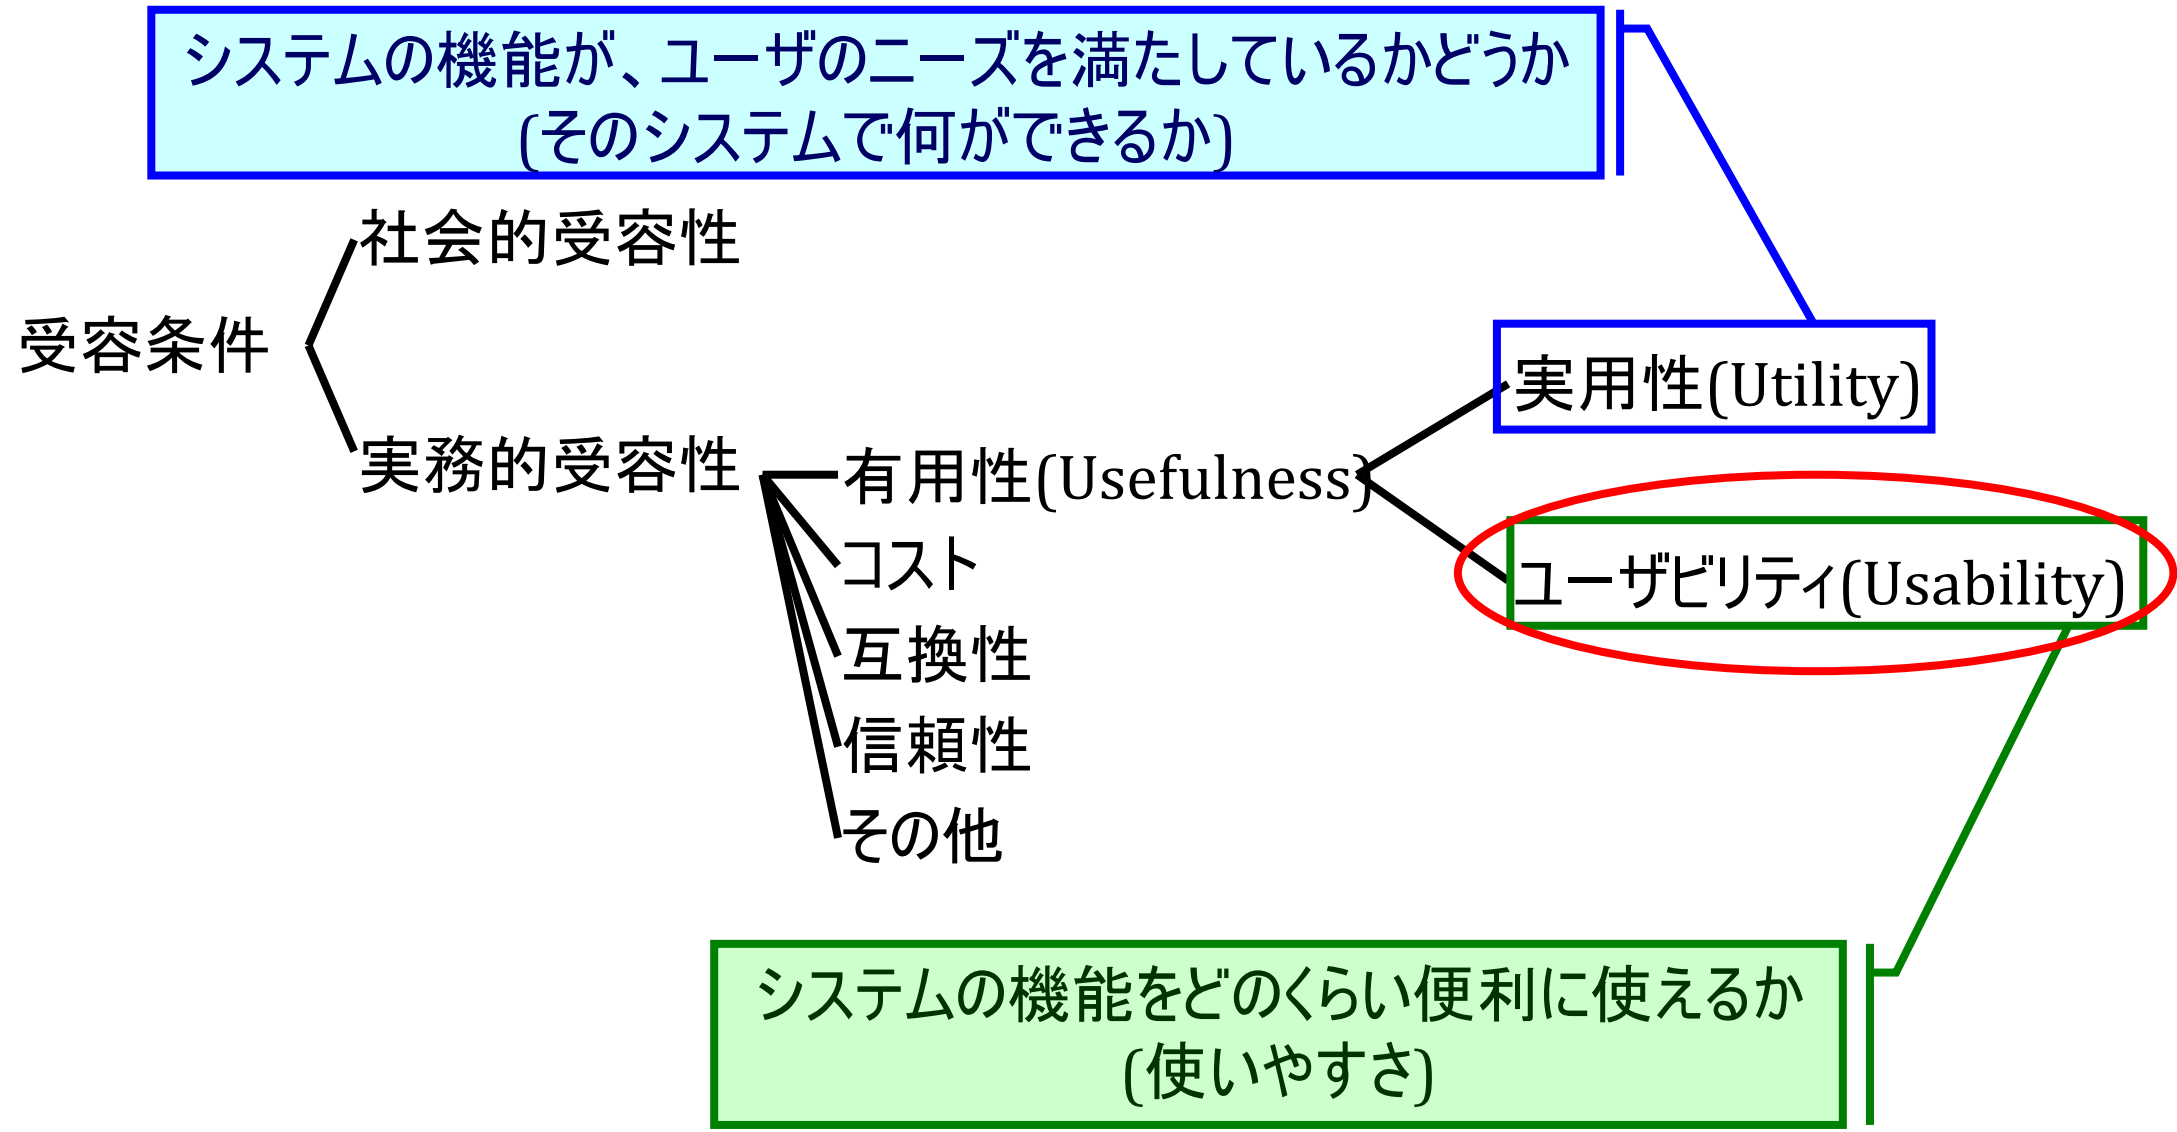 システムの機能が、ユーザのニーズを満たしているかどうか
(そのシステムで何ができるか)
社会的受容性
受容条件
実用性(Utility)
実務的受容性
有用性(Usefulness)
コスト
ユーザビリティ(Usability)
互換性
信頼性
その他
システムの機能をどのくらい便利に使えるか
(使いやすさ)